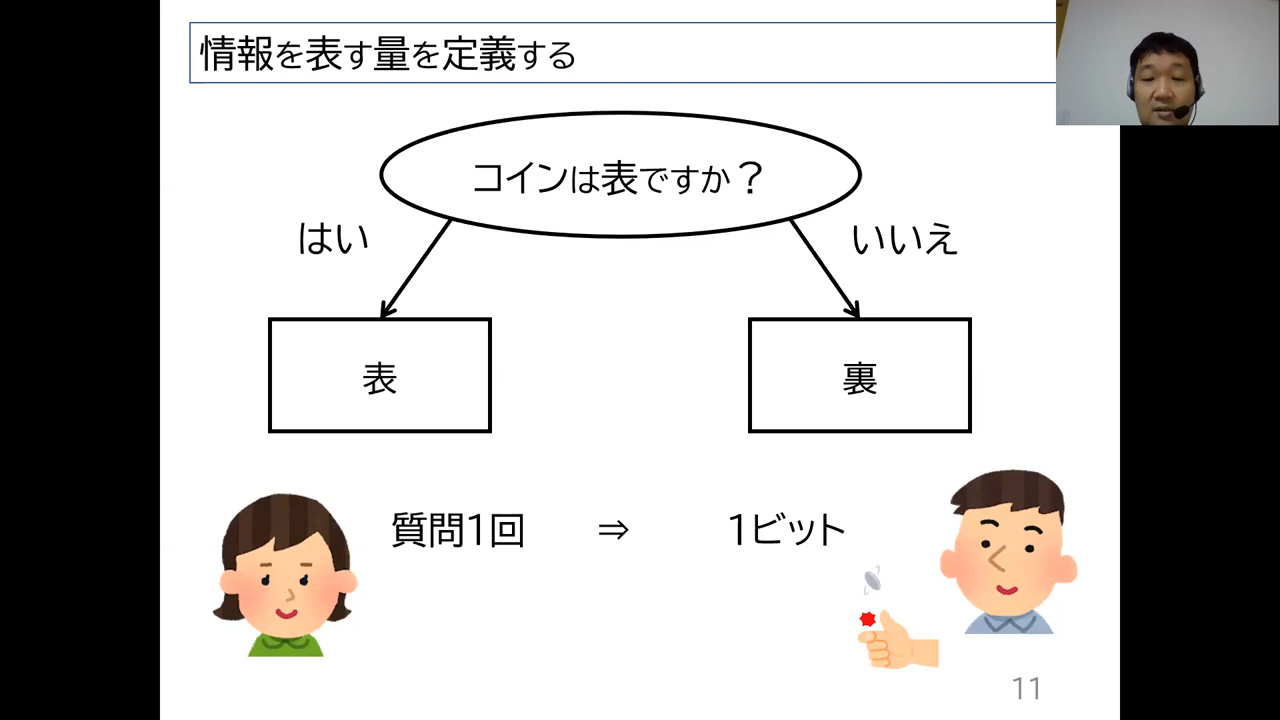 情報を表す量を定義する
コインは表ですか？
はい
いいえ
表
裏
質問1回 ⇒ 1ビット
11